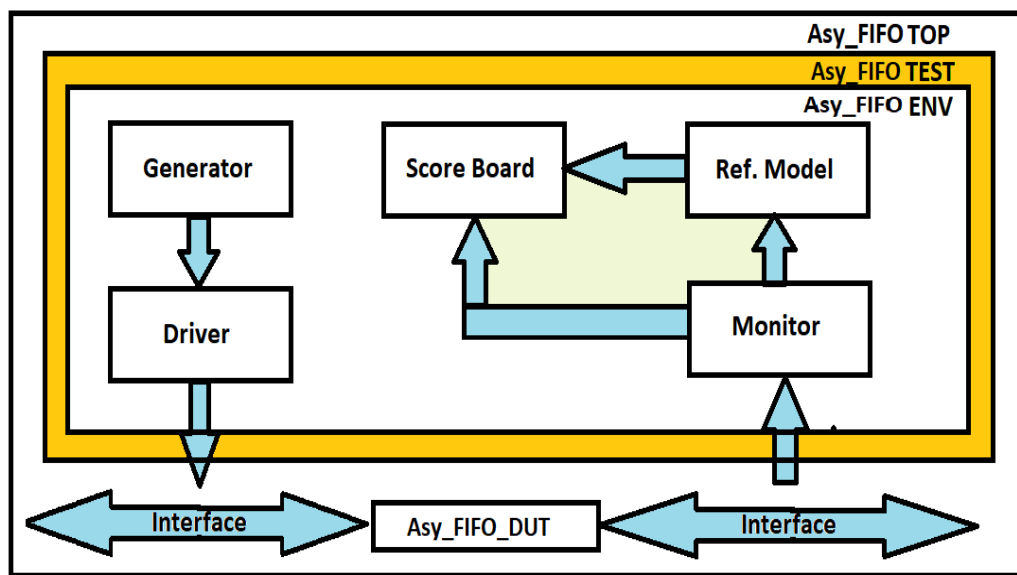 Asy_FIFO TOP
Asy_FIFO TEST
Asy_FIFO ENV
Generator
Score Board
Ref. Model
Driver
Monitor
Interface
Asy_FIFO_DUT
Interface